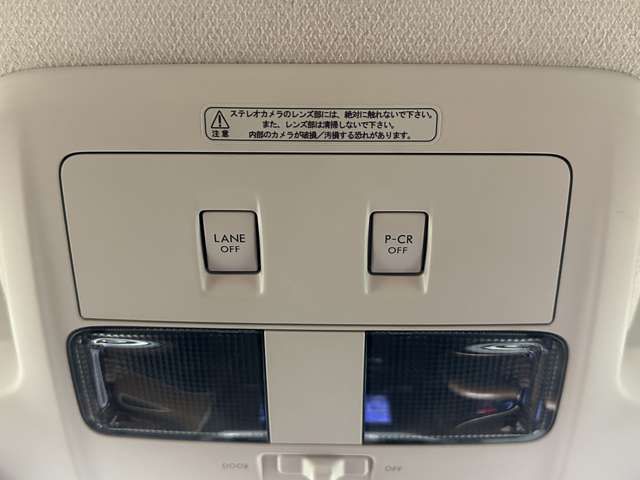 ステレオカメラのレンズ部には、絶対に触れないで下さい。
また、レンズ部は清掃しないで下さい。
内部のカメラが破損／汚損する恐れがあります。
注意
LANE
OFF
P-CR
OFF
DOOR
OFF